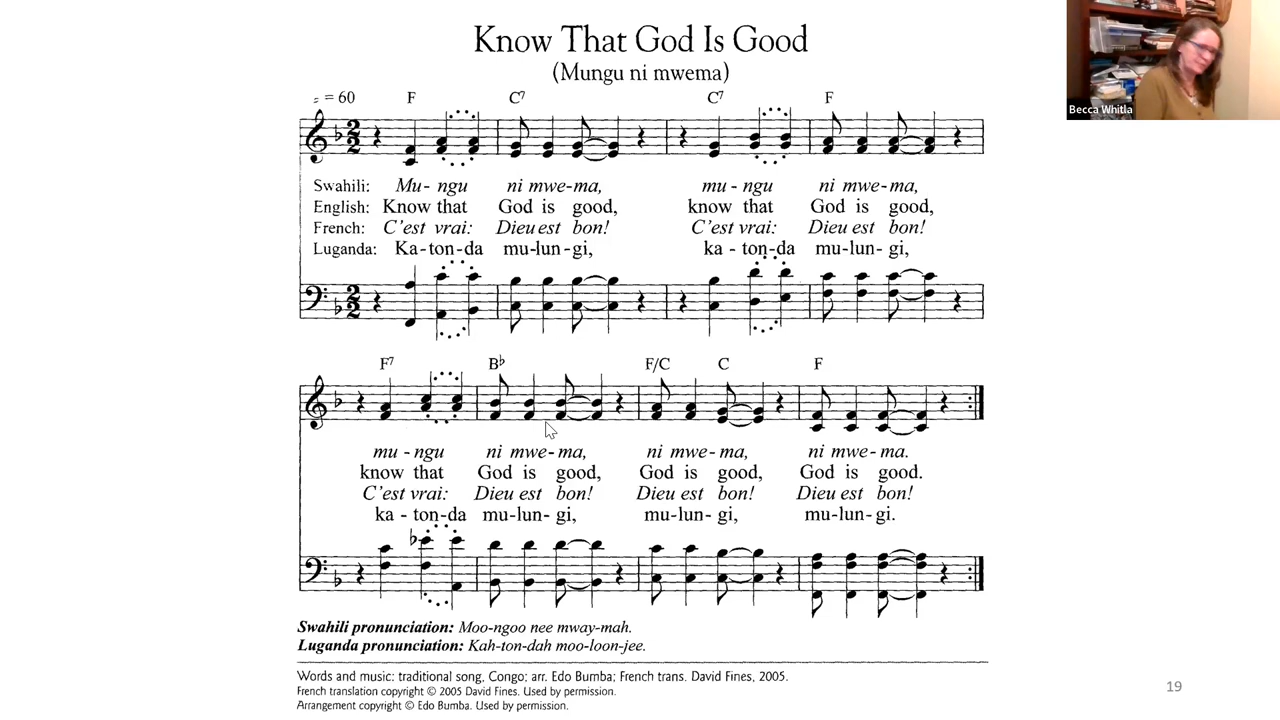 Know That God Is Good
(Mungu ni mwema)
Becca Whitla
= 60 F C7 C7 F
Swahili: Mu- ngu ni mwe-ma, mu - ngu ni mwe-ma,
English: Know that God is good, know that God is good,
French: C'est vrai: Dieu est bon! C'est vrai: Dieu est bon!
Luganda: Ka-ton-da mu-lun-gi, ka - ton-da mu-lun-gi,
F7 B♭ F/C C F
mu - ngu ni mwe-ma, ni mwe-ma, ni mwe-ma.
know that God is good, God is good, God is good.
C'est vrai: Dieu est bon! Dieu est bon! Dieu est bon!
ka - ton-da mu-lun- gi, mu-lun- gi, mu-lun-gi.
Swahili pronunciation: Moo-ngoo nee mway-mah.
Luganda pronunciation: Kah-ton-dah moo-loon-jee.
Words and music: traditional song, Congo; arr. Edo Bumba; French trans. David Fines, 2005.
French translation copyright © 2005 David Fines. Used by permission.
Arrangement copyright © Edo Bumba. Used by permission.
19